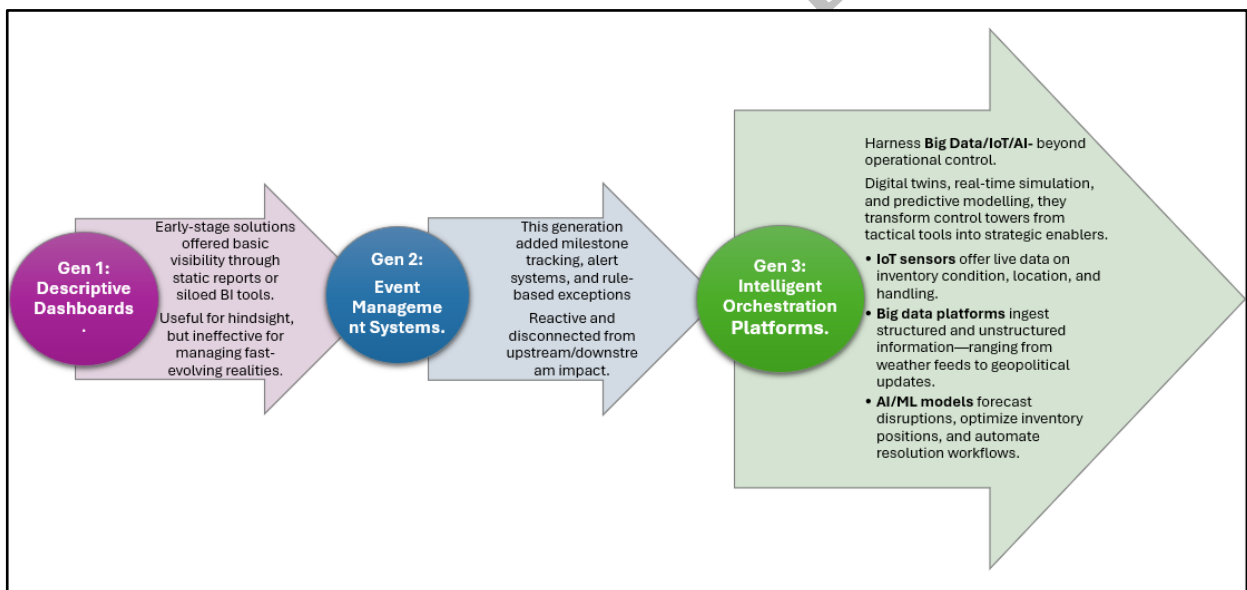 Gen 1:
Descriptive
Dashboards
.
Early-stage solutions
offered basic
visibility through
static reports or
siloed BI tools.
Useful for hindsight,
but ineffective for
managing fast-
evolving realities.
Gen 2:
Event
Manageme
nt Systems.
This generation
added milestone
tracking, alert
systems, and rule-
based exceptions
Reactive and
disconnected from
upstream/downstre
am impact.
Gen 3:
Intelligent
Orchestration
Platforms.
Harness Big Data/IoT/AI- beyond
operational control.
Digital twins, real-time simulation,
and predictive modelling, they
transform control towers from
tactical tools into strategic enablers.
• IoT sensors offer live data on
inventory condition, location, and
handling.
• Big data platforms ingest
structured and unstructured
information—ranging from
weather feeds to geopolitical
updates.
• AI/ML models forecast
disruptions, optimize inventory
positions, and automate
resolution workflows.